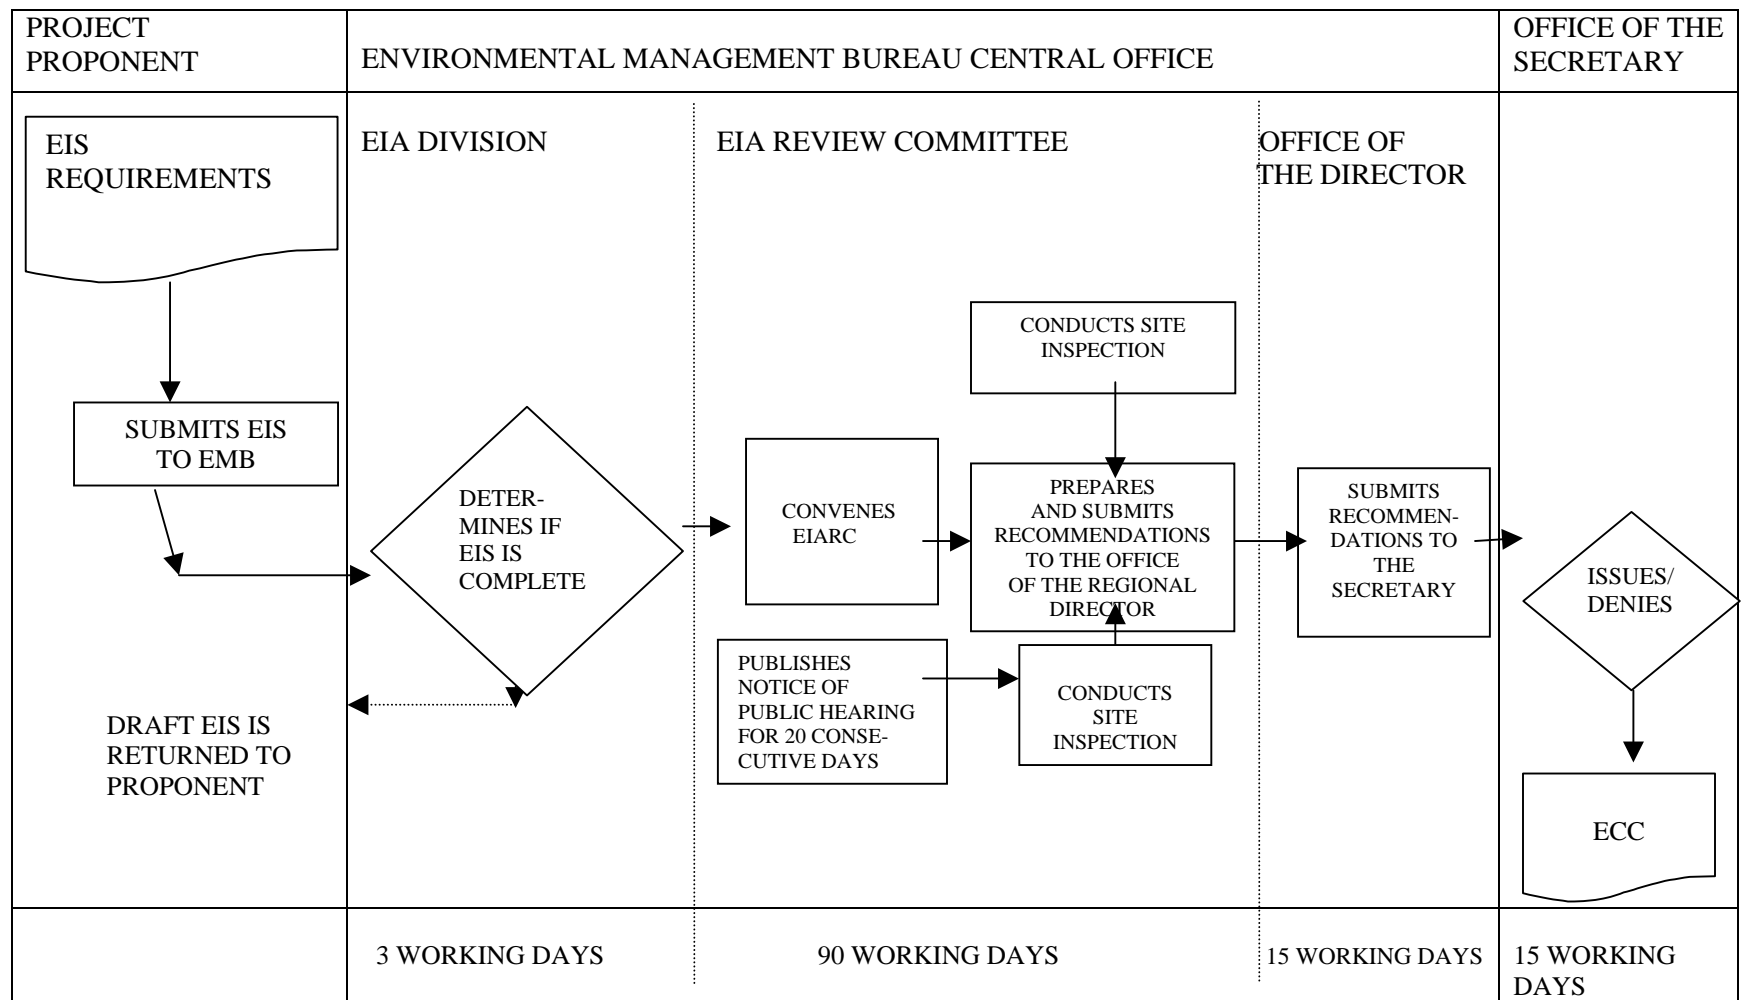 PROJECT
PROPONENT
ENVIRONMENTAL MANAGEMENT BUREAU CENTRAL OFFICE
OFFICE OF THE
SECRETARY
EIS
REQUIREMENTS
SUBMITS EIS
TO EMB
DRAFT EIS IS
RETURNED TO
PROPONENT
EIA DIVISION
DETER-
MINES IF
EIS IS
COMPLETE
EIA REVIEW COMMITTEE
CONDUCTS SITE
INSPECTION
CONVENES
EIARC
PREPARES
AND SUBMITS
RECOMMENDATIONS
TO THE OFFICE
OF THE REGIONAL
DIRECTOR
PUBLISHES
NOTICE OF
PUBLIC HEARING
FOR 20 CONSE-
CUTIVE DAYS
CONDUCTS
SITE
INSPECTION
OFFICE OF
THE DIRECTOR
SUBMITS
RECOMMEN-
DATIONS TO
THE
SECRETARY
ISSUES/
DENIES
ECC
3 WORKING DAYS
90 WORKING DAYS
15 WORKING DAYS
15 WORKING
DAYS